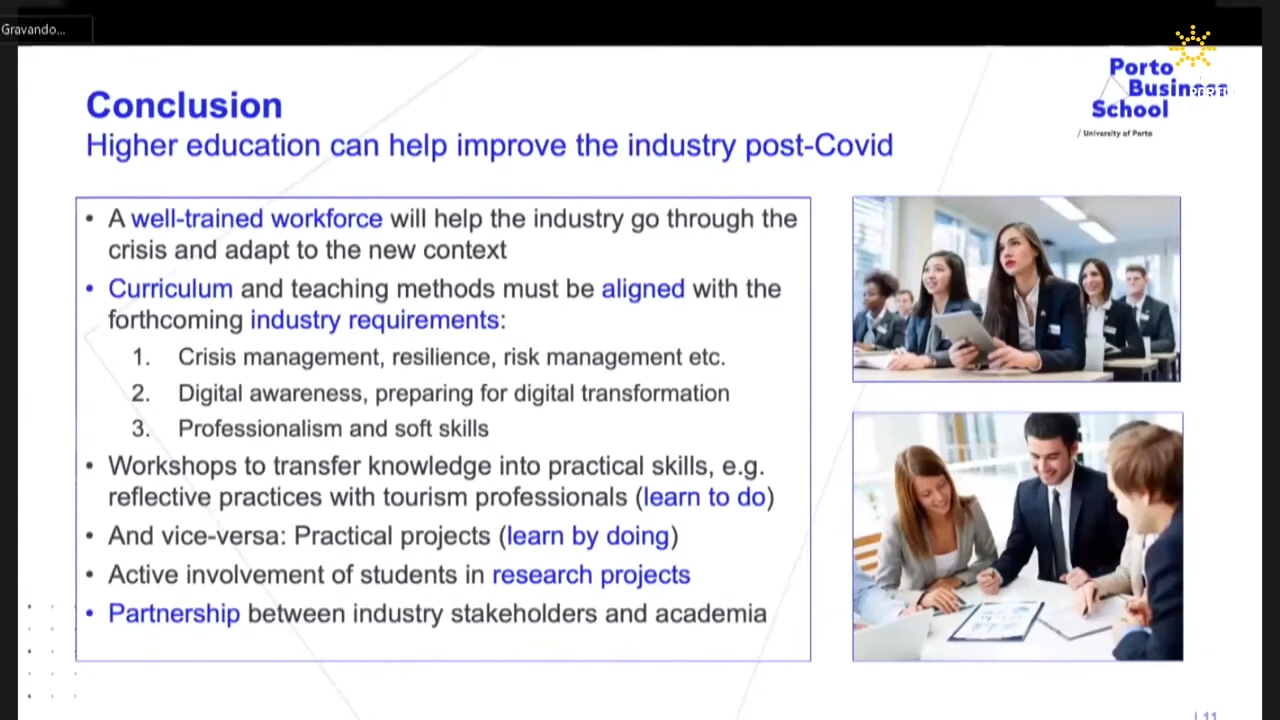 Gravando...
Porto
Business
School
/ University of Porto
Conclusion
Higher education can help improve the industry post-Covid
• A well-trained workforce will help the industry go through the
crisis and adapt to the new context
• Curriculum and teaching methods must be aligned with the
forthcoming industry requirements:
1. Crisis management, resilience, risk management etc.
2. Digital awareness, preparing for digital transformation
3. Professionalism and soft skills
• Workshops to transfer knowledge into practical skills, e.g.
reflective practices with tourism professionals (learn to do)
• And vice-versa: Practical projects (learn by doing)
• Active involvement of students in research projects
• Partnership between industry stakeholders and academia
| 11